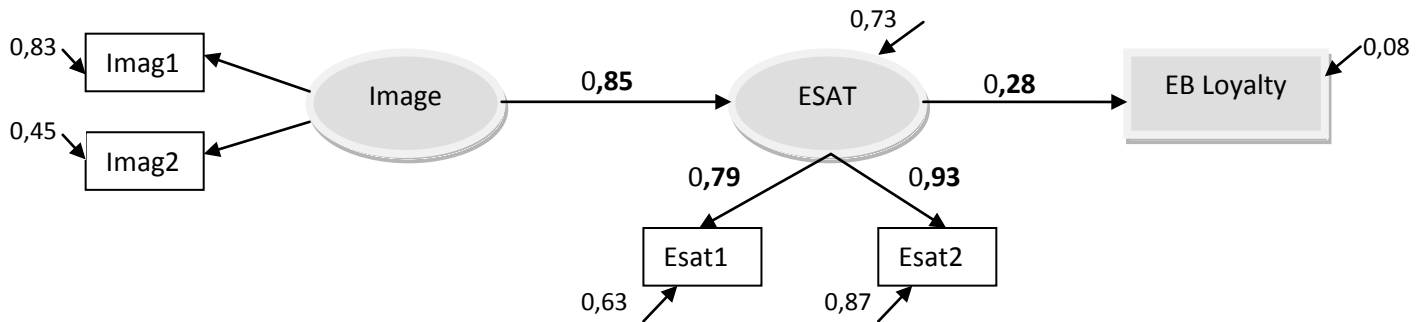 0,83
Imag1
0,45
Imag2
Image
0,85
0,73
ESAT
0,28
EB Loyalty
0,08
0,79
0,93
Esat1
Esat2
0,63
0,87